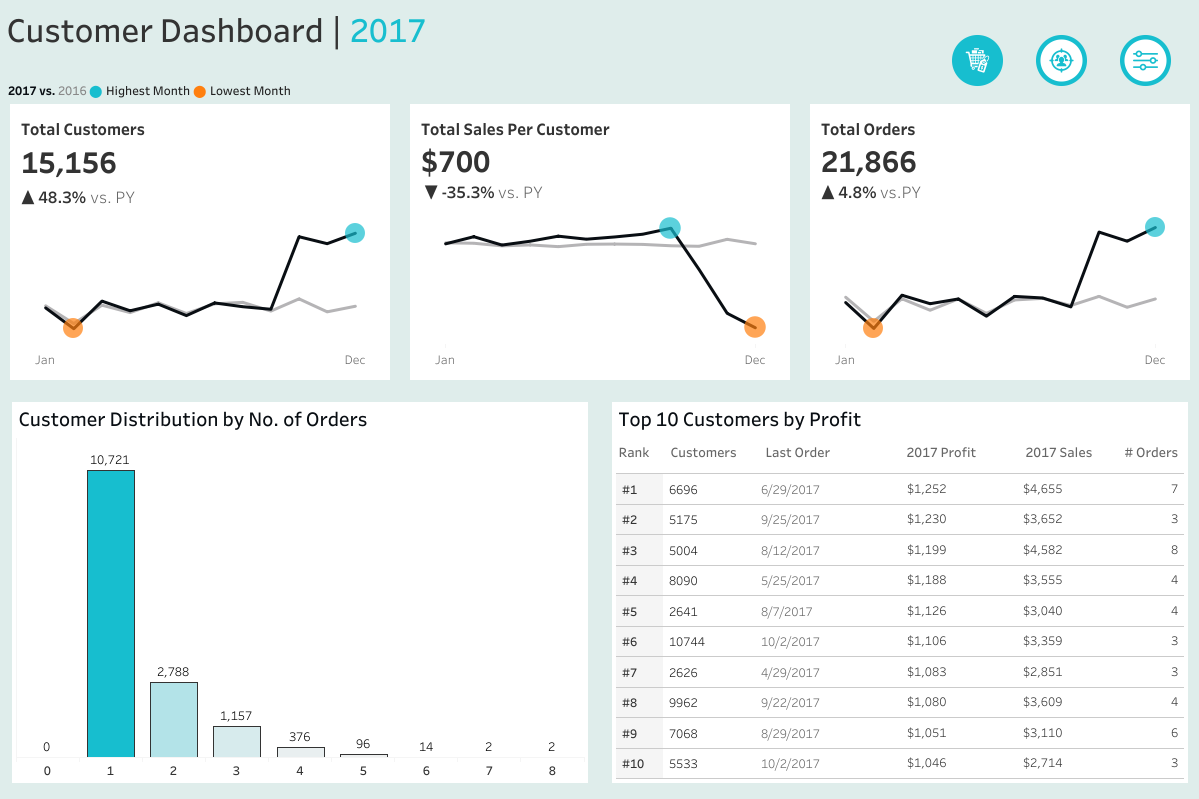 Customer Dashboard | 2017
2017 vs. 2016 Highest Month Lowest Month
Total Customers
15,156
▲ 48.3% vs. PY
Jan Dec
Total Sales Per Customer
$700
▼ -35.3% vs. PY
Jan Dec
Total Orders
21,866
▲ 4.8% vs.PY
Jan Dec
Customer Distribution by No. of Orders
0 10,721 2,788 1,157 376 96 14 2 2
0 1 2 3 4 5 6 7 8
Top 10 Customers by Profit
Rank Customers Last Order 2017 Profit 2017 Sales # Orders
#1 6696 6/29/2017 $1,252 $4,655 7
#2 5175 9/25/2017 $1,230 $3,652 3
#3 5004 8/12/2017 $1,199 $4,582 8
#4 8090 5/25/2017 $1,188 $3,555 4
#5 2641 8/7/2017 $1,126 $3,040 4
#6 10744 10/2/2017 $1,106 $3,359 3
#7 2626 4/29/2017 $1,083 $2,851 3
#8 9962 9/22/2017 $1,080 $3,609 4
#9 7068 8/29/2017 $1,051 $3,110 6
#10 5533 10/2/2017 $1,046 $2,714 3